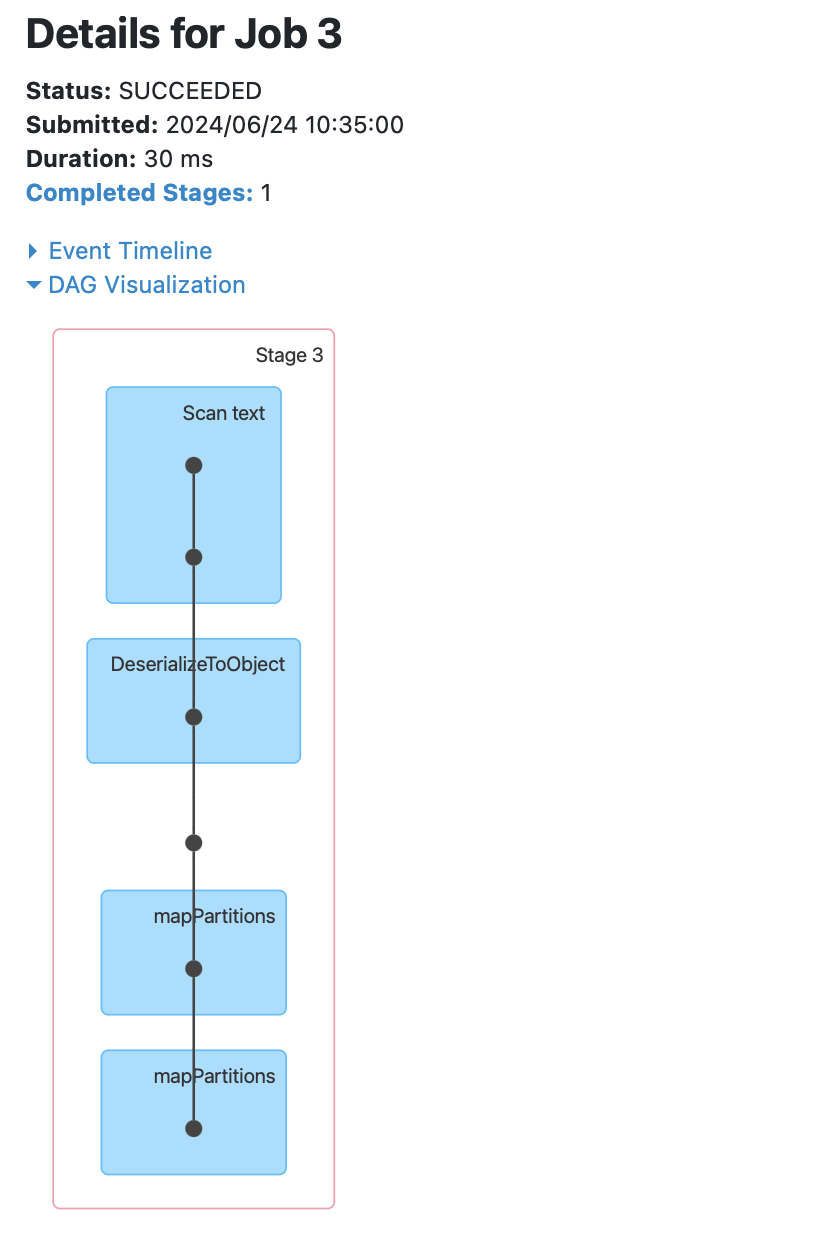 Details for Job 3
Status: SUCCEEDED
Submitted: 2024/06/24 10:35:00
Duration: 30 ms
Completed Stages: 1
Event Timeline
DAG Visualization
Stage 3
Scan text
DeserializeToObject
mapPartitions
mapPartitions